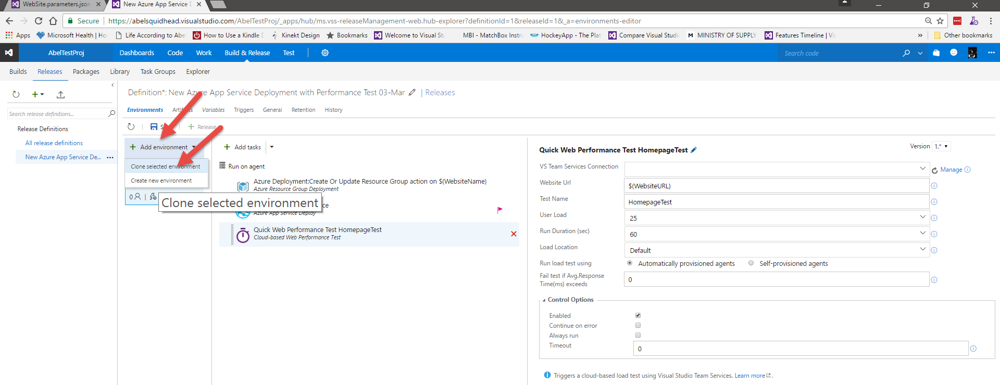 WebSite.parameters.json
New Azure App Service D
Secure | https://abelsquidhead.visualstudio.com/AbelTestProj/_apps/hub/ms.vss-releaseManagement-web.hub-explorer?definitionId=1&releaseId=1&_a=environments-editor
Apps Microsoft Health | Ho Life According to Abe How to Use a Kindle D Kinekt Design Bookmarks Welcome to Visual Stu MBI - MatchBox Instru HockeyApp - The Plat Compare Visual Studi M MINISTRY OF SUPPLY Features Timeline | Vis » Other bookmarks
AbelTestProj Dashboards Code Work Build & Release Test Search code
Builds Releases Packages Library Task Groups Explorer
Definition*: New Azure App Service Deployment with Performance Test 03-Mar | Releases
Search release definitions...
Environments Artif Variables Triggers General Retention History
Release Definitions
S + Release
All release definitions
New Azure App Service De... ...
+ Add environment
Clone selected environment
Create new environment
0
Clone selected environment
+ Add tasks
Run on agent
Azure Deployment:Create Or Update Resource Group action on $(WebsiteName)
Azure Resource Group Deployment
ce
Azure App Service Deploy
Quick Web Performance Test HomepageTest
Cloud-based Web Performance Test
Version 1.*
Quick Web Performance Test HomepageTest
VS Team Services Connection Manage
Website Url $(WebsiteURL)
Test Name HomepageTest
User Load 25
Run Duration (sec) 60
Load Location Default
Run load test using Automatically provisioned agents Self-provisioned agents
Fail test if Avg.Response
Time(ms) exceeds 0
Control Options
Enabled
Continue on error
Always run
Timeout 0
Triggers a cloud-based load test using Visual Studio Team Services. Learn more.